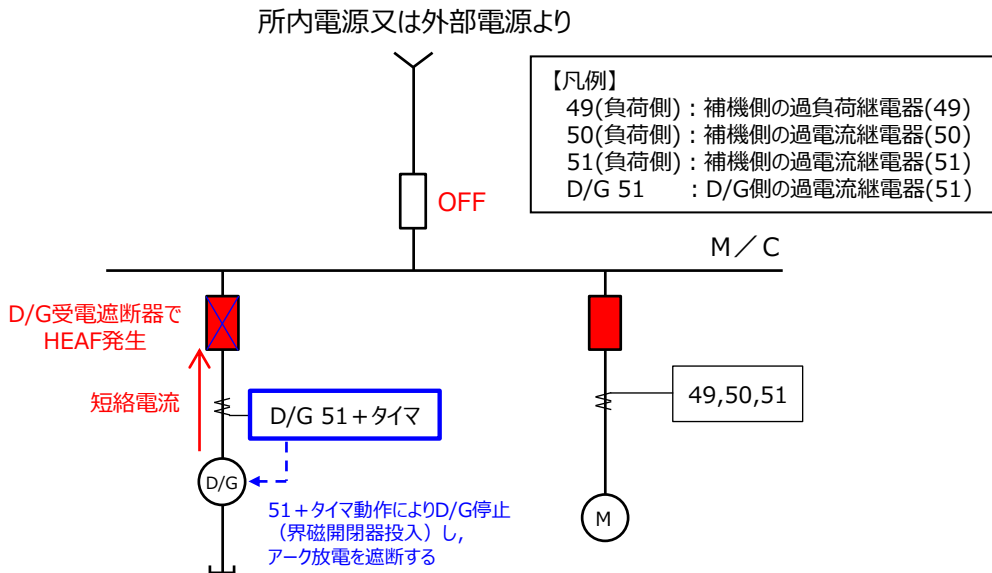 所内電源又は外部電源より
【凡例】
49(負荷側)：補機側の過負荷継電器(49)
50(負荷側)：補機側の過電流継電器(50)
51(負荷側)：補機側の過電流継電器(51)
D/G 51　：D/G側の過電流継電器(51)
OFF
M／C
D/G受電遮断器で
HEAF発生
短絡電流
D/G 51＋タイマ
49,50,51
D/G
51＋タイマ動作によりD/G停止
（界磁開閉器投入）し，
アーク放電を遮断する
M